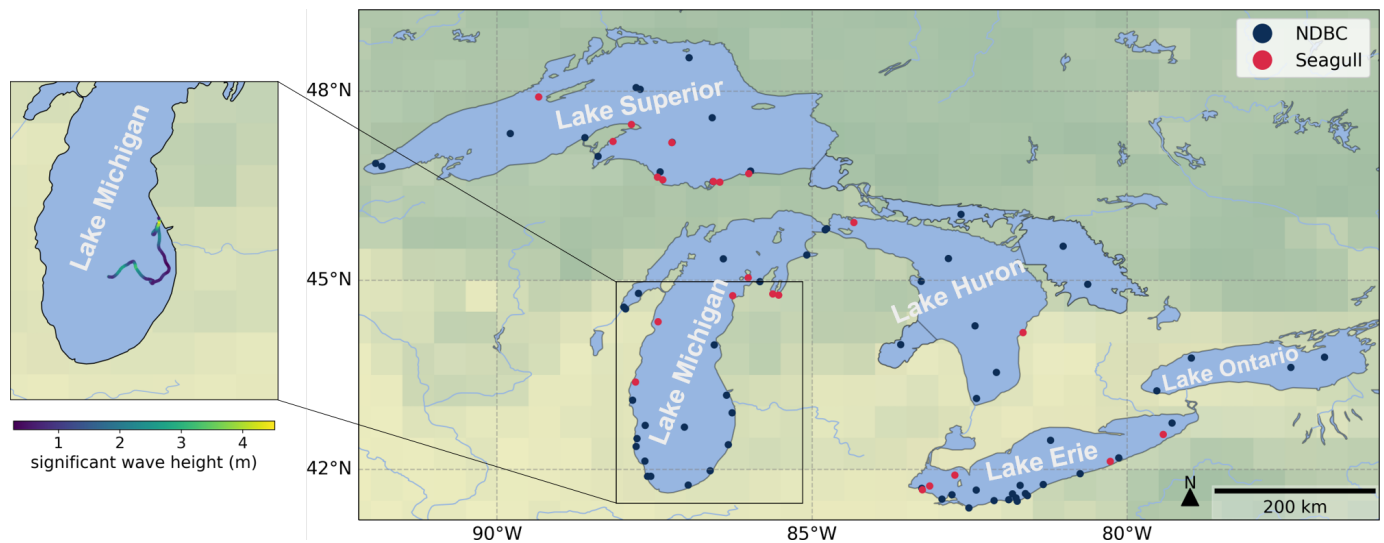 NDBC
Seagull
48°N
45°N
42°N
Lake Superior
Lake Michigan
Lake Michigan
Lake Huron
Lake Ontario
Lake Erie
1 2 3 4
significant wave height (m)
N
200 km
90°W 85°W 80°W